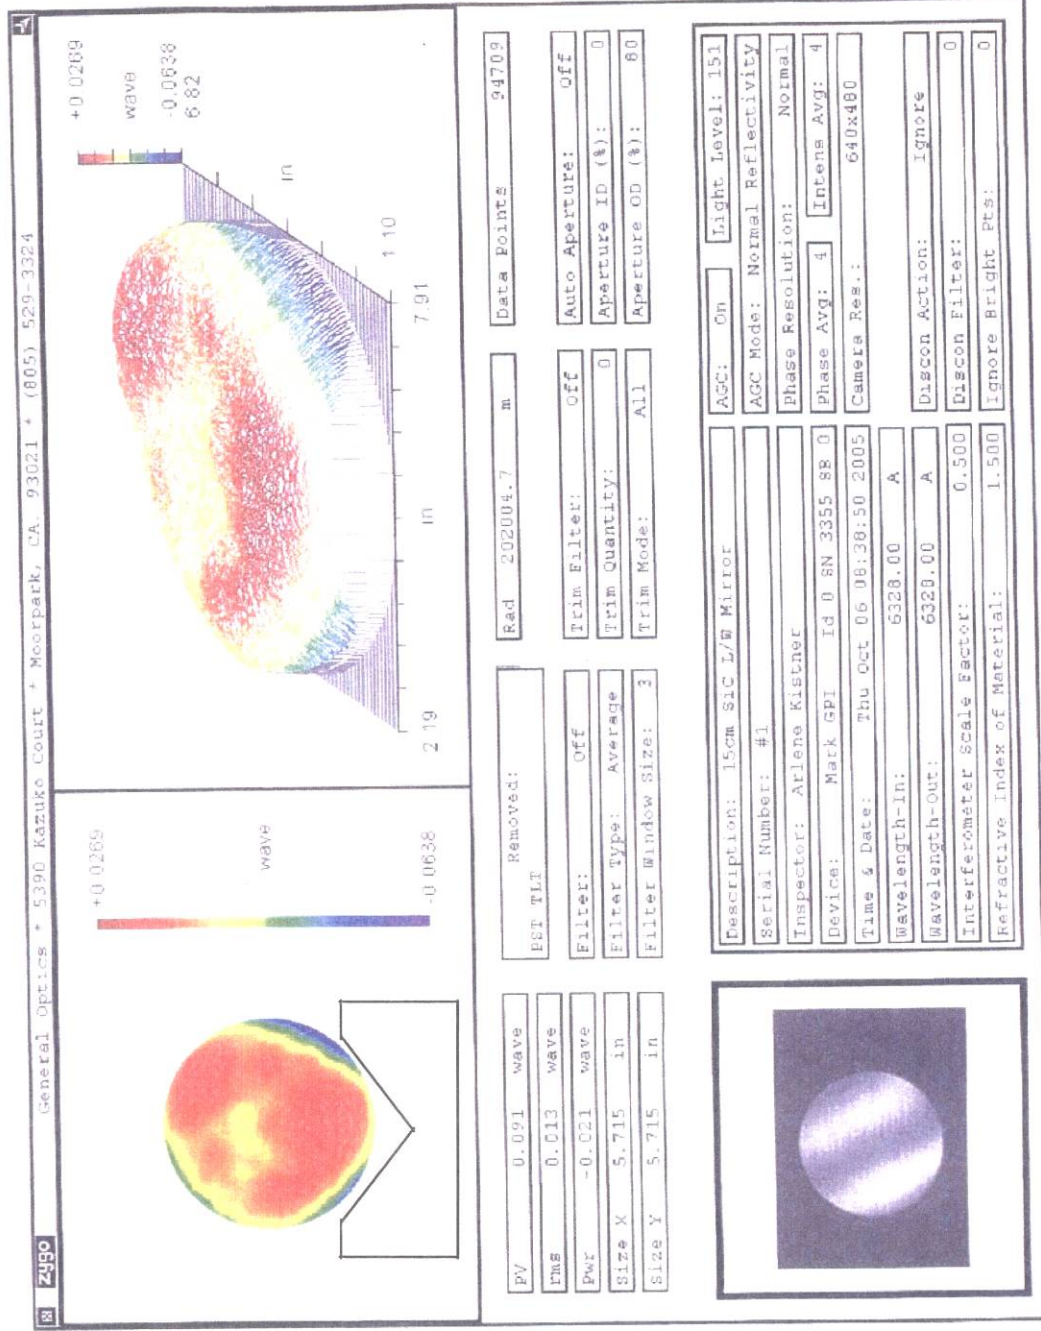 zygo General Optics * 5390 Kazuko Court * Moorpark, CA. 93021 * (805) 529-3324
+0.0269
wave
-0.0638
+0.0269
wave
-0.0638
6.82
in
1.10
7.91
in
2.19
PV 0.091 wave
rms 0.013 wave
Pwr -0.021 wave
Size X 5.715 in
Size Y 5.715 in
Removed:
PST TLT
Filter: Off
Filter Type: Average
Filter Window Size: 3
Rad 202004.7 m
Trim Filter: Off
Trim Quantity: 0
Trim Mode: All
Data Points 94709
Auto Aperture: Off
Aperture ID (%): 0
Aperture OD (%): 80
Description: 15cm SiC L/W Mirror
Serial Number: #1
Inspector: Arlene Kistner
Device: Mark GPI Id 0 SN 3355 SB 0
Time & Date: Thu Oct 06 08:38:50 2005
Wavelength-In: 6328.00 A
Wavelength-Out: 6328.00 A
Interferometer Scale Factor: 0.500
Refractive Index of Material: 1.500
AGC: On Light Level: 151
AGC Mode: Normal Reflectivity
Phase Resolution: Normal
Phase Avg: 4 Intens Avg: 4
Camera Res.: 640x480
Discon Action: Ignore
Discon Filter: 0
Ignore Bright Pts: 0